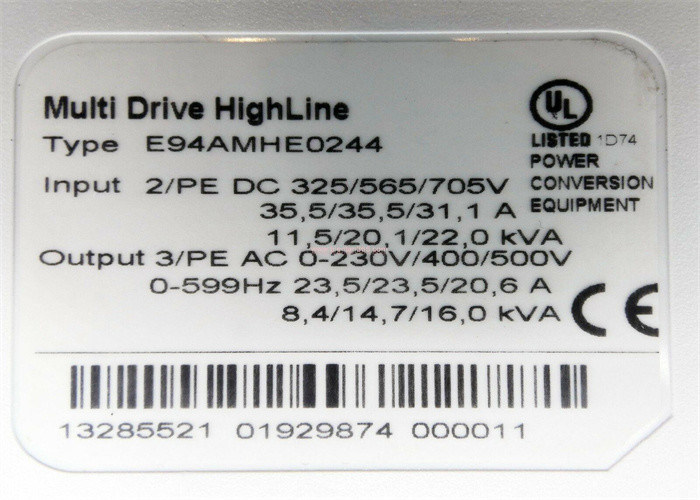 Multi Drive HighLine
Type E94AMHE0244
Input 2/PE DC 325/565/705V
35,5/35,5/31,1 A
11,5/20,1/22,0 kVA
Output 3/PE AC 0-230V/400/500V
0-599Hz 23,5/23,5/20,6 A
8,4/14,7/16,0 kVA
UL
LISTED 1D74
POWER
CONVERSION
EQUIPMENT
CE
13285521 01929874 000011